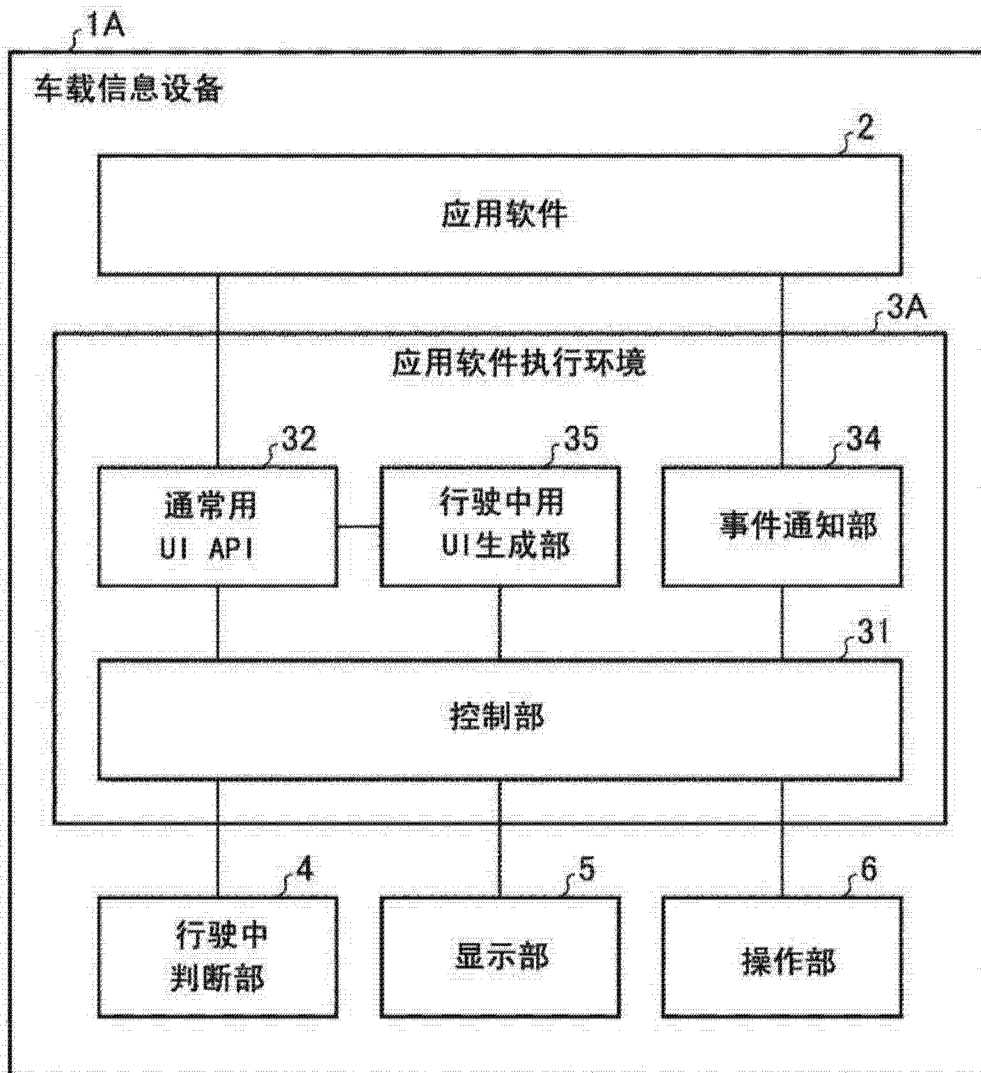 1A
车载信息设备
2
应用软件
3A
应用软件执行环境
32
35
34
通常用
UI API
行驶中用
UI生成部
事件通知部
31
控制部
4
5
6
行驶中
判断部
显示部
操作部